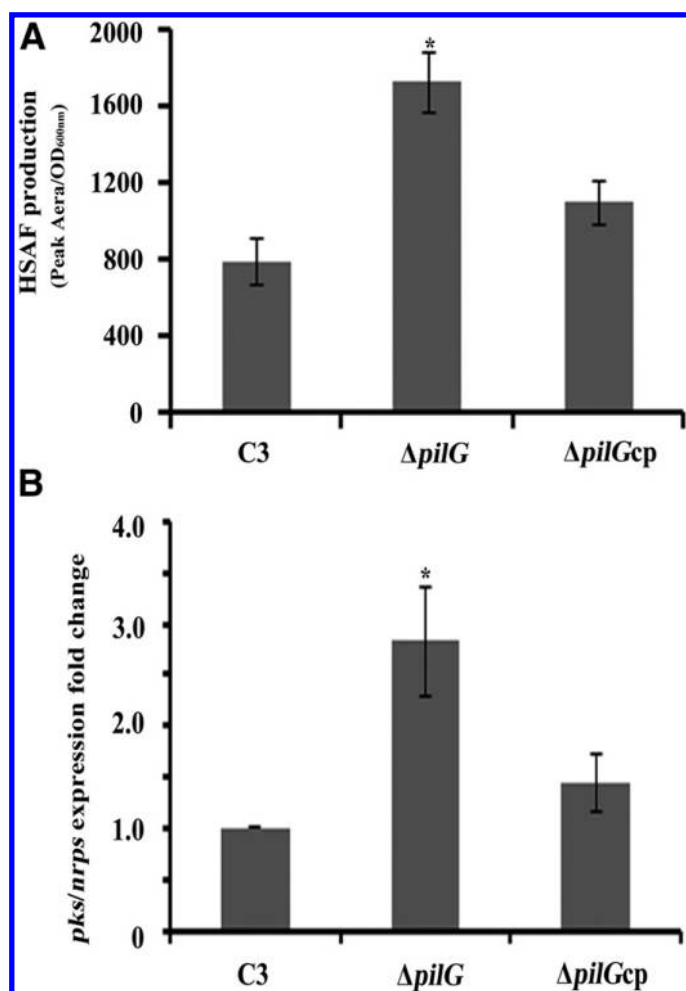 A
2000
1600
1200
800
400
0
HSAF production
(Peak Aera/OD600nm)
*
C3
ΔpilG
ΔpilGcp
B
4.0
3.0
2.0
1.0
0
pks/nrps expression fold change
*
C3
ΔpilG
ΔpilGcp